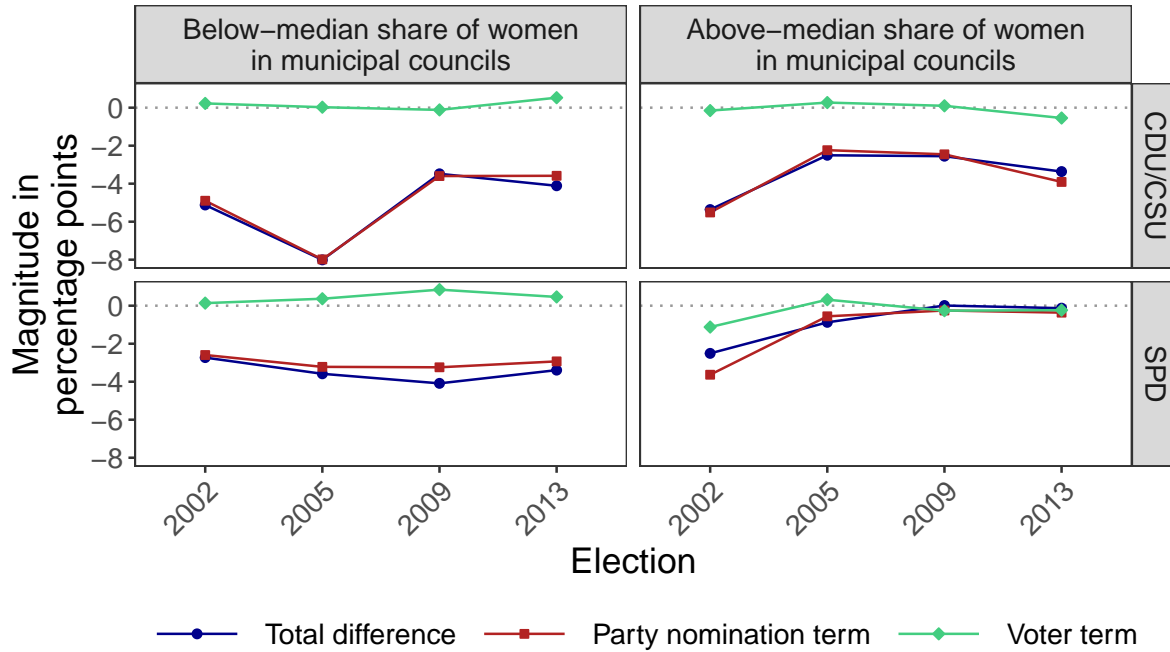 Below−median share of women
in municipal councils
Above−median share of women
in municipal councils
Magnitude in
percentage points
0
−2
−4
−6
−8
CDU/CSU
0
−2
−4
−6
−8
SPD
2002
2005
2009
2013
2002
2005
2009
2013
Election
Total difference
Party nomination term
Voter term